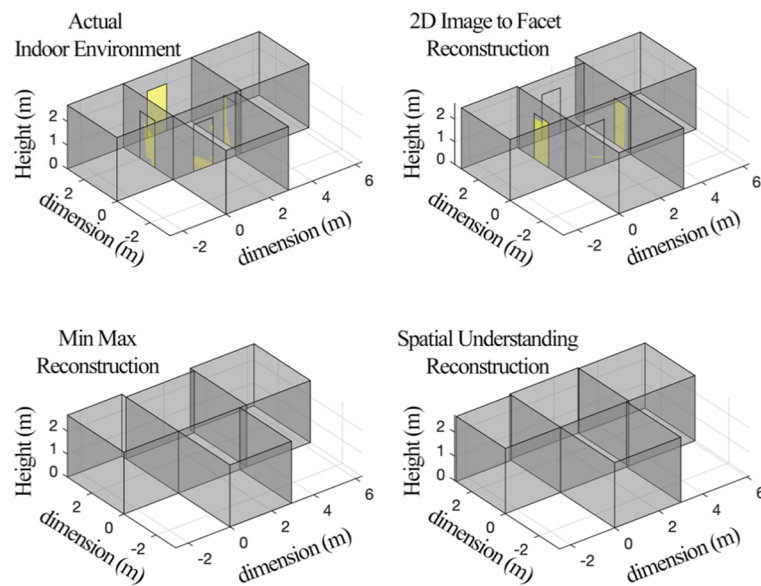 Actual
Indoor Environment
2D Image to Facet
Reconstruction
Height (m)
2
1
0
2
0
-2
dimension (m)
-2
0
2
4
6
dimension (m)
Height (m)
2
1
0
2
0
-2
dimension (m)
-2
0
2
4
6
dimension (m)
Min Max
Reconstruction
Spatial Understanding
Reconstruction
Height (m)
2
1
0
2
0
-2
dimension (m)
-2
0
2
4
6
dimension (m)
Height (m)
2
1
0
2
0
-2
dimension (m)
-2
0
2
4
6
dimension (m)